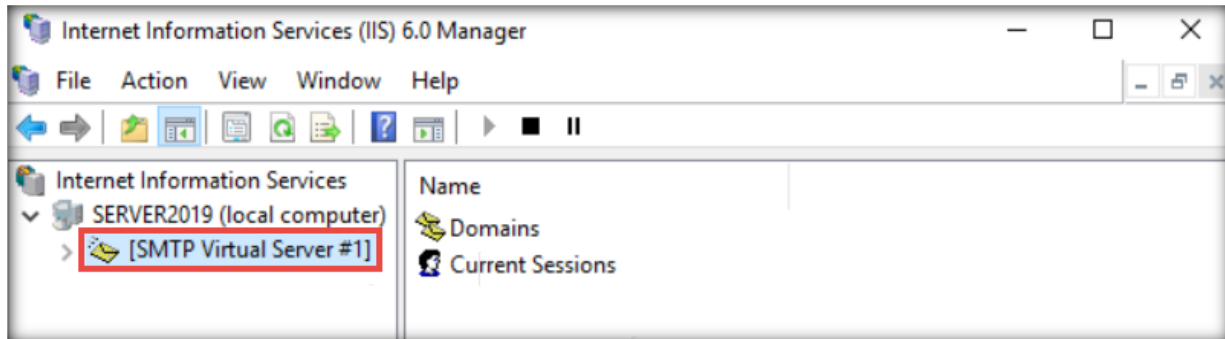 Internet Information Services (IIS) 6.0 Manager
File Action View Window Help
Internet Information Services
SERVER2019 (local computer)
[SMTP Virtual Server #1]
Name
Domains
Current Sessions